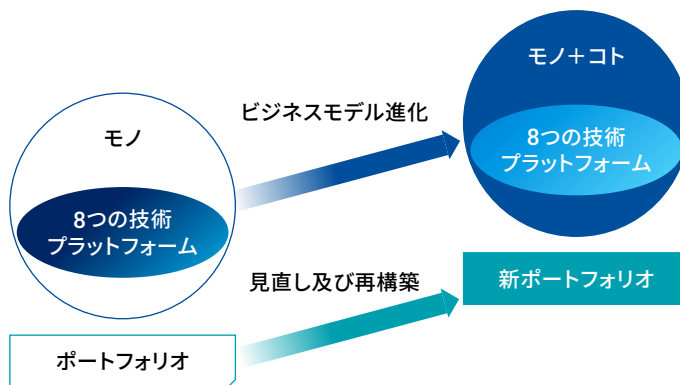 モノ
8つの技術
プラットフォーム
ビジネスモデル進化
モノ＋コト
8つの技術
プラットフォーム
ポートフォリオ
見直し及び再構築
新ポートフォリオ